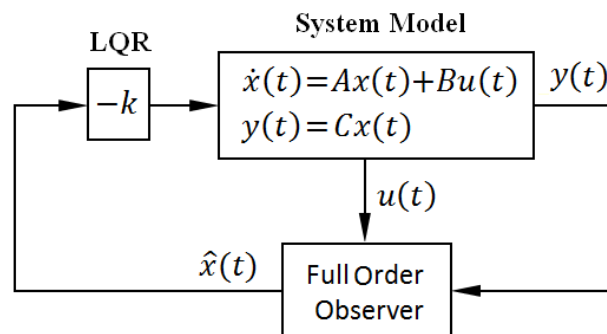 System Model
LQR
−k
ẋ(t)=Ax(t)+Bu(t)
y(t)=Cx(t)
y(t)
u(t)
x̂(t)
Full Order
Observer